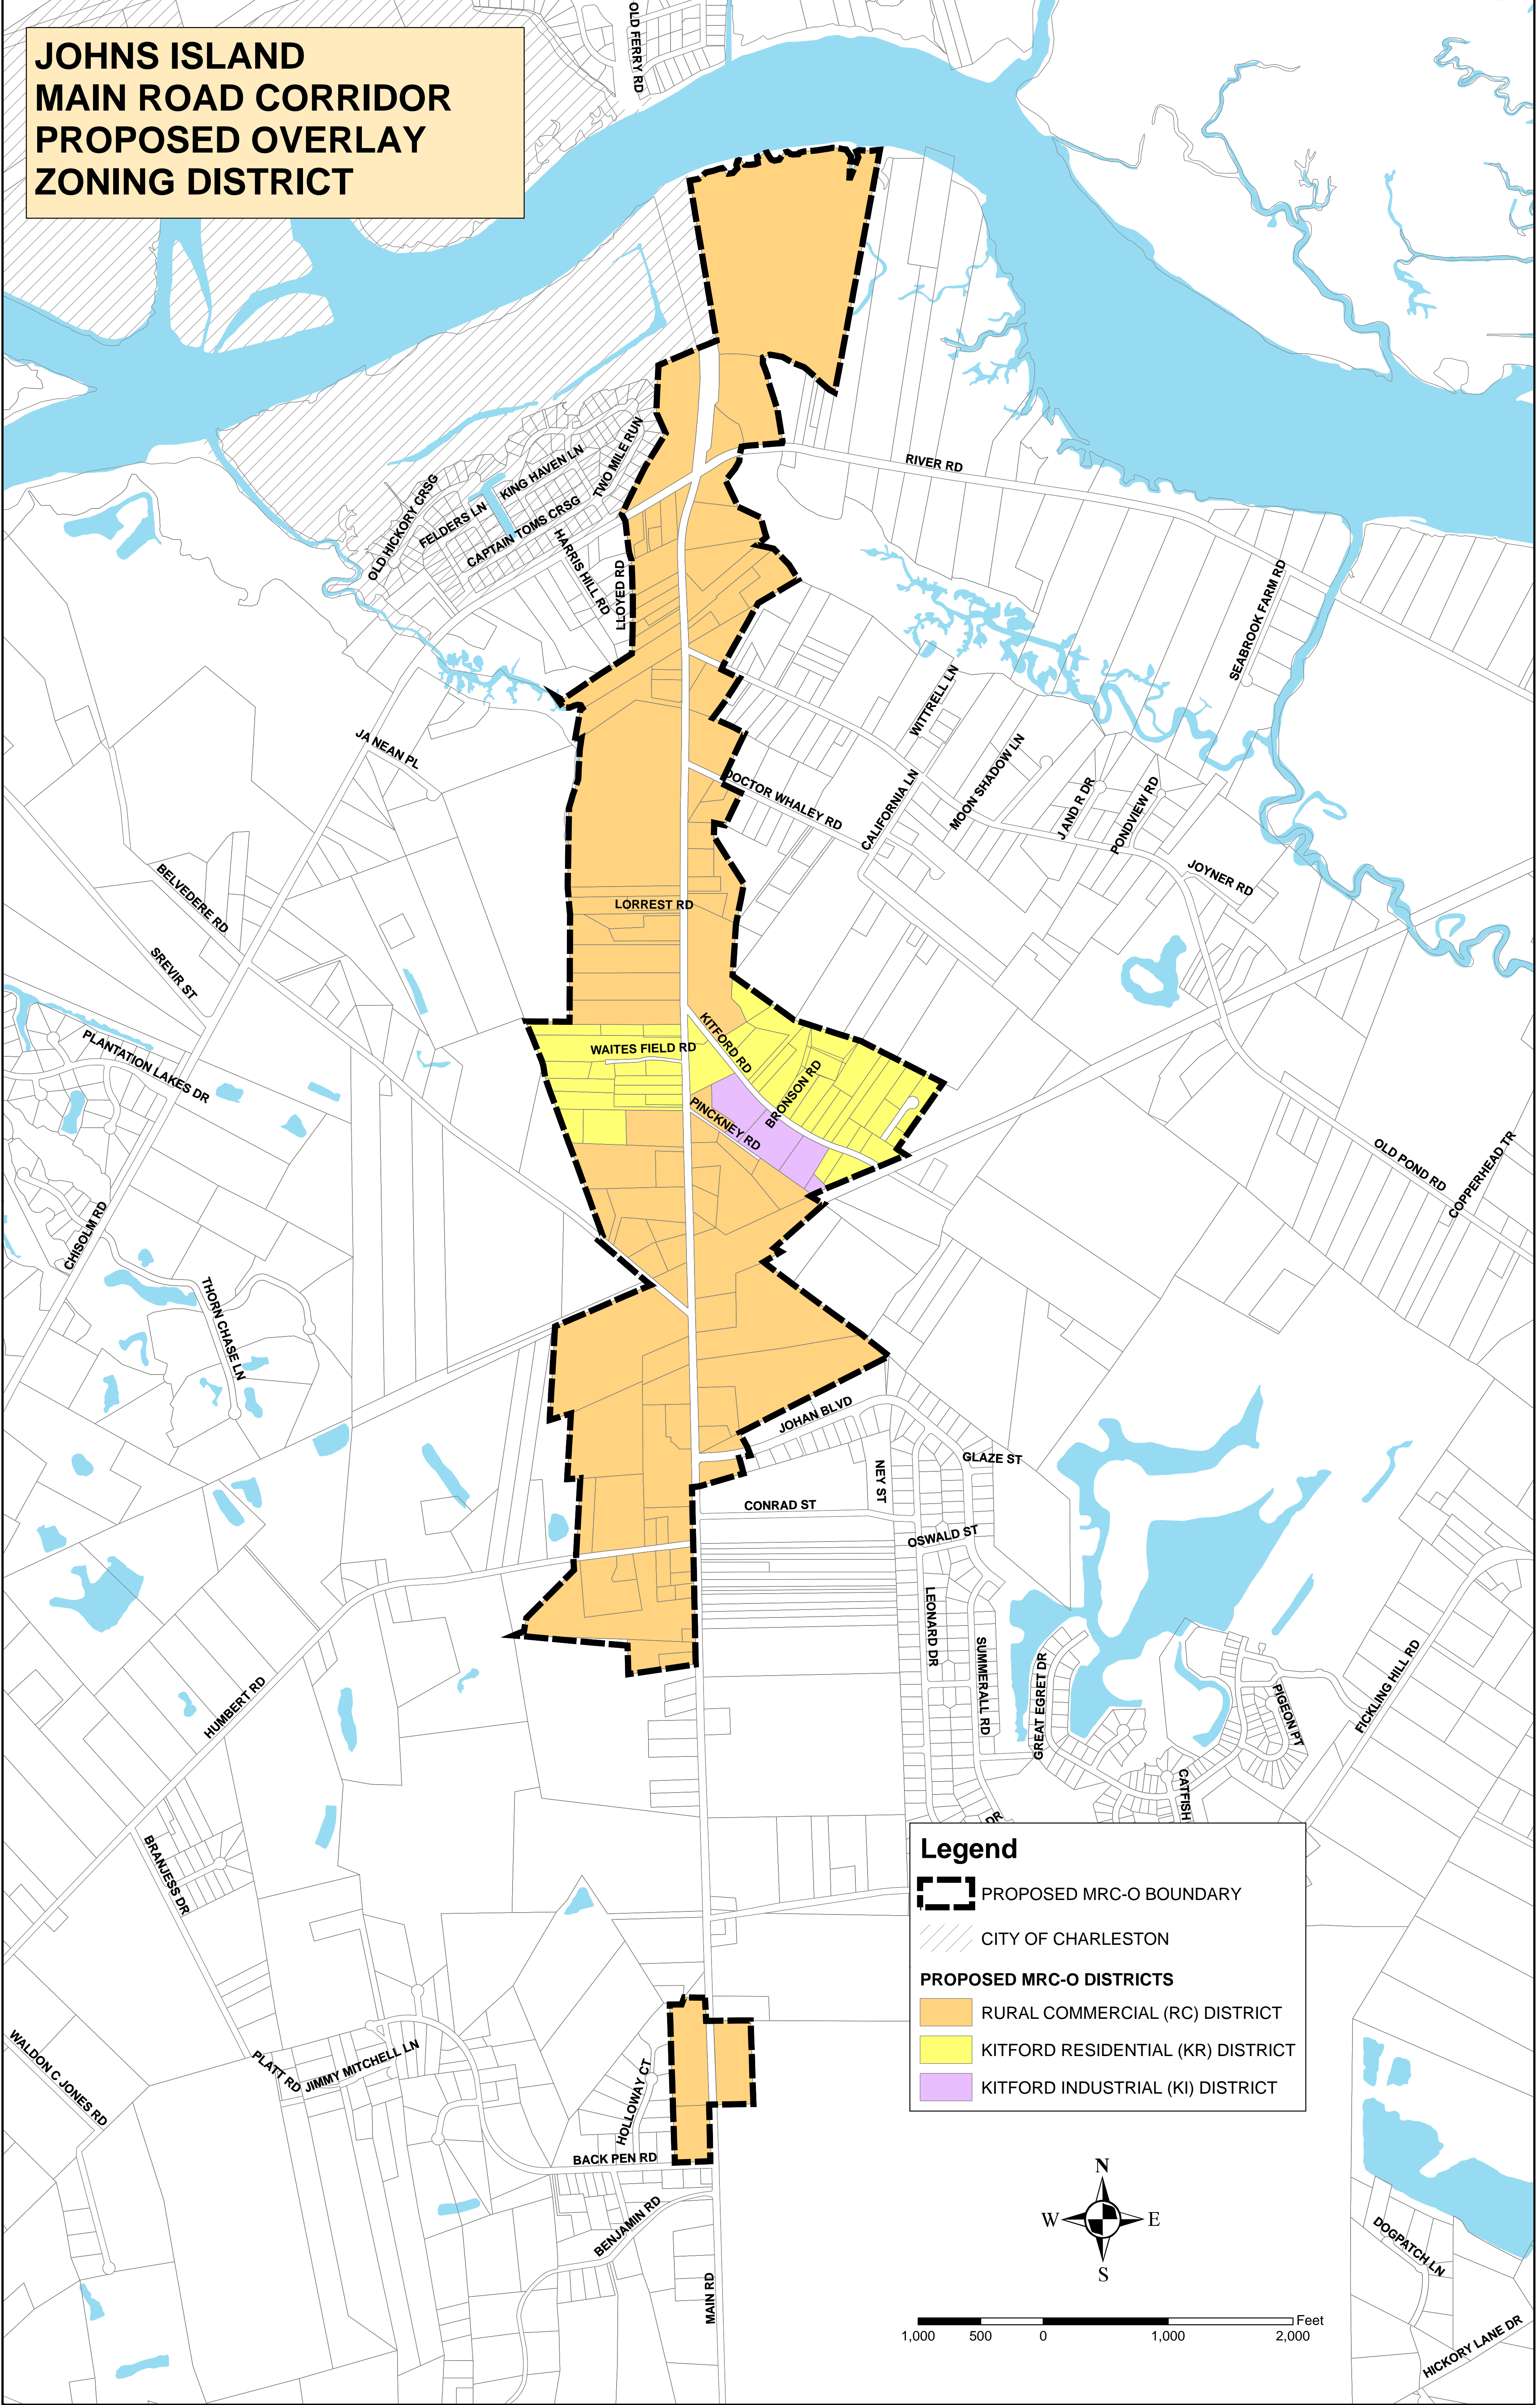 JOHNS ISLAND
MAIN ROAD CORRIDOR
PROPOSED OVERLAY
ZONING DISTRICT
OLD FERRY RD
RIVER RD
OLD HICKORY CRSG
KING HAVEN LN
TWO MILE RUN
FELDERS LN
CAPTAIN TOMS CRSG
HARRIS HILL RD
LLOYED RD
SEABROOK FARM RD
WITTRELL LN
JA NEAN PL
DOCTOR WHALEY RD
CALIFORNIA LN
MOON SHADOW LN
J AND R DR
PONDVIEW RD
JOYNER RD
BELVEDERE RD
LORREST RD
SREVIR ST
PLANTATION LAKES DR
KITFORD RD
WAITES FIELD RD
BRONSON RD
PINCKNEY RD
OLD POND RD
COPPERHEAD TR
CHISOLM RD
THORN CHASE LN
JOHAN BLVD
GLAZE ST
NEY ST
CONRAD ST
OSWALD ST
LEONARD DR
SUMMERALL RD
GREAT EGRET DR
PIGEON PT
FICKLING HILL RD
HUMBERT RD
CATFISH
DR
BRANJESS DR
Legend
PROPOSED MRC-O BOUNDARY
CITY OF CHARLESTON
PROPOSED MRC-O DISTRICTS
RURAL COMMERCIAL (RC) DISTRICT
KITFORD RESIDENTIAL (KR) DISTRICT
KITFORD INDUSTRIAL (KI) DISTRICT
WALDON C JONES RD
PLATT RD
JIMMY MITCHELL LN
HOLLOWAY CT
BACK PEN RD
BENJAMIN RD
MAIN RD
N
W
E
S
DOGPATCH LN
HICKORY LANE DR
Feet
1,000
500
0
1,000
2,000